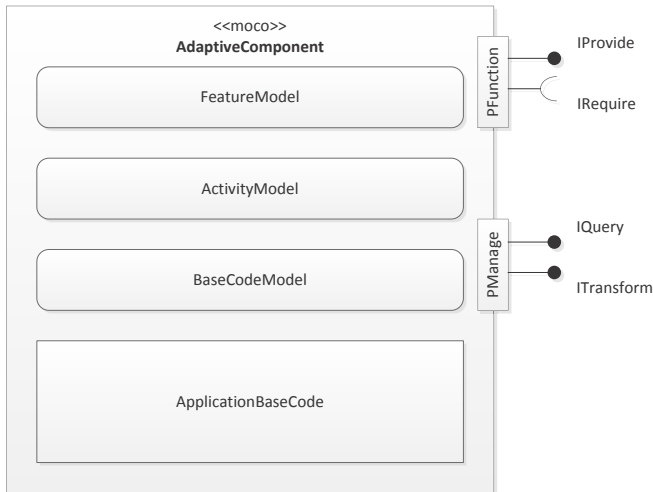 <<moco>>
AdaptiveComponent
FeatureModel
ActivityModel
BaseCodeModel
ApplicationBaseCode
PFunction
IProvide
IRequire
PManage
IQuery
ITransform